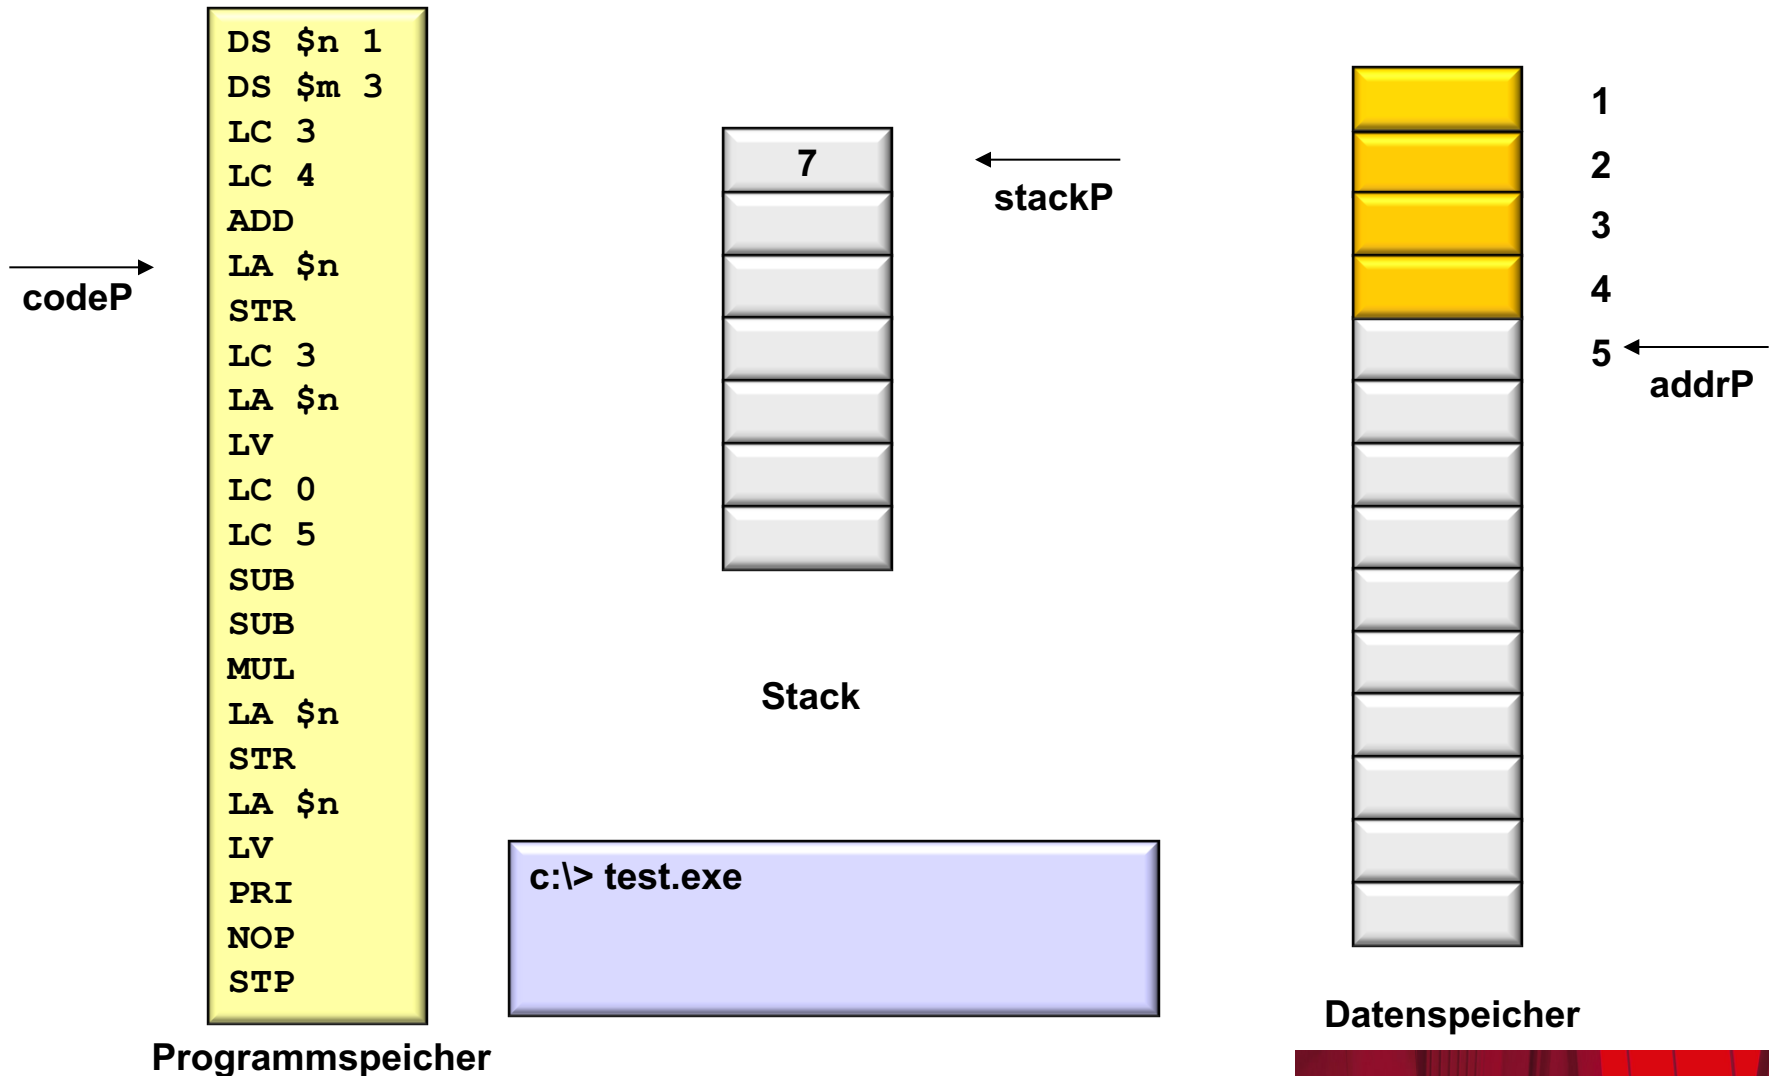 DS $n 1
DS $m 3
LC 3
LC 4
ADD
LA $n
STR
LC 3
LA $n
LV
LC 0
LC 5
SUB
SUB
MUL
LA $n
STR
LA $n
LV
PRI
NOP
STP
codeP
Programmspeicher
7
stackP
Stack
c:\> test.exe
1
2
3
4
5
addrP
Datenspeicher